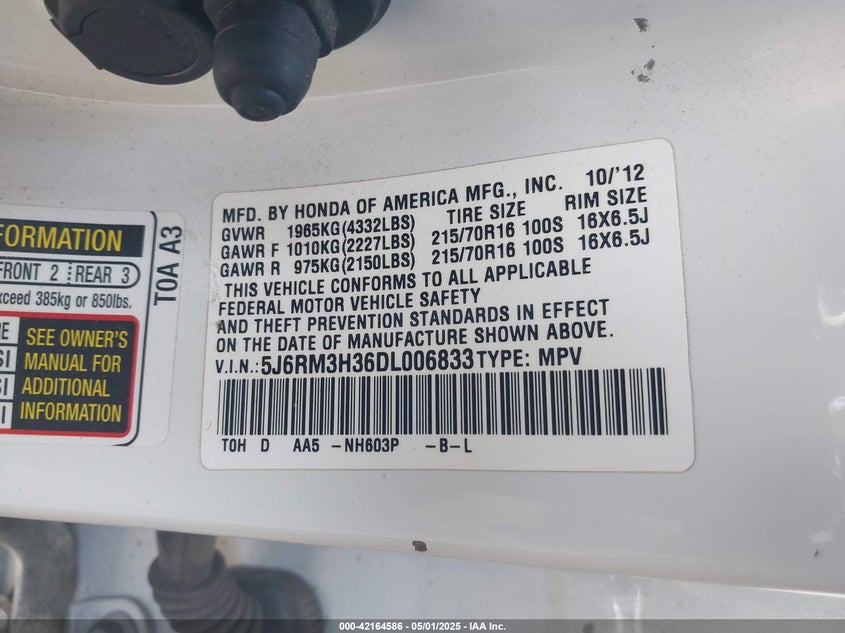 MFD. BY HONDA OF AMERICA MFG., INC. 10/'12
GVWR 1965KG(4332LBS) TIRE SIZE RIM SIZE
GAWR F 1010KG(2227LBS) 215/70R16 100S 16X6.5J
GAWR R 975KG(2150LBS) 215/70R16 100S 16X6.5J
THIS VEHICLE CONFORMS TO ALL APPLICABLE
FEDERAL MOTOR VEHICLE SAFETY
AND THEFT PREVENTION STANDARDS IN EFFECT
ON THE DATE OF MANUFACTURE SHOWN ABOVE.
V.I.N.:5J6RM3H36DL006833 TYPE: MPV
TOH D AA5 -NH603P -B-L
FORMATION
FRONT 2 REAR 3
xceed 385kg or 850lbs.
RE
SI
SI
I
SEE OWNER'S
MANUAL FOR
ADDITIONAL
INFORMATION
T0A A3
000-42164586 - 05/01/2025 - IAA Inc.